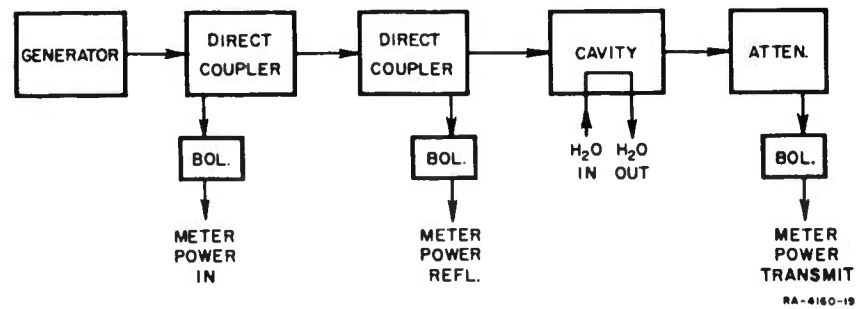 GENERATOR
DIRECT
COUPLER
DIRECT
COUPLER
CAVITY
ATTEN.
BOL.
BOL.
H₂O
IN
H₂O
OUT
BOL.
METER
POWER
IN
METER
POWER
REFL.
METER
POWER
TRANSMIT
RA-4160-19